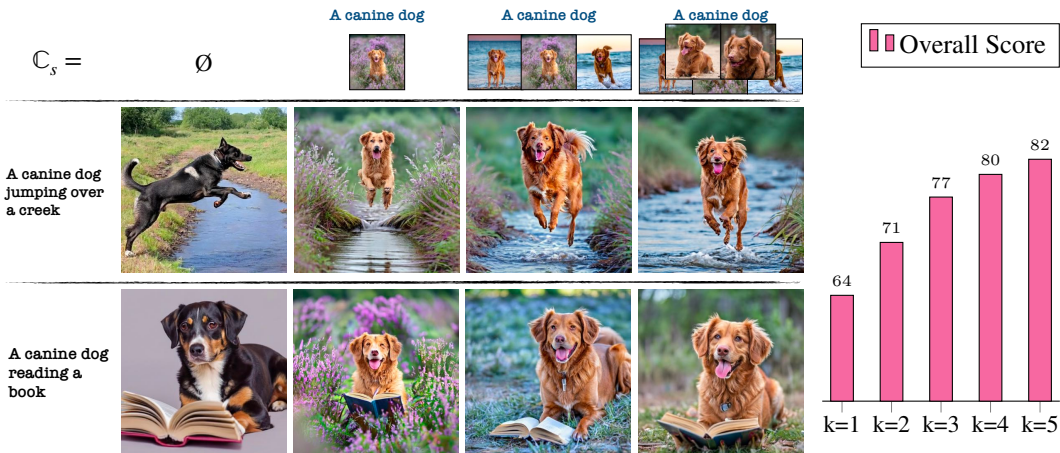 A canine dog
A canine dog
A canine dog
ℂₛ =
∅
Overall Score
A canine dog
jumping over
a creek
A canine dog
reading a
book
64
71
77
80
82
k=1
k=2
k=3
k=4
k=5